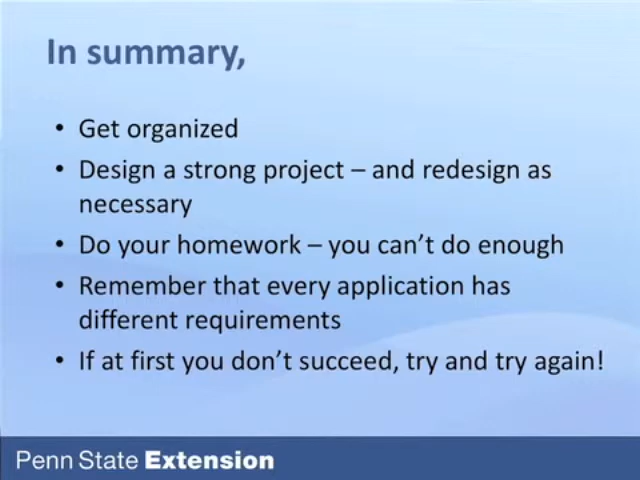 In summary,
• Get organized
• Design a strong project – and redesign as
necessary
• Do your homework – you can’t do enough
• Remember that every application has
different requirements
• If at first you don’t succeed, try and try again!
Penn State Extension